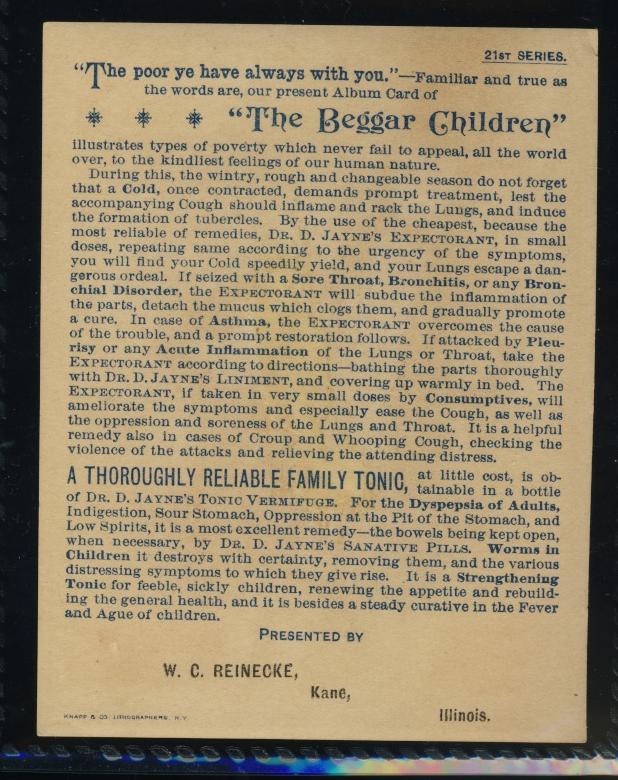 21ST SERIES.
"The poor ye have always with you."—Familiar and true as
the words are, our present Album Card of
"The Beggar Children"
illustrates types of poverty which never fail to appeal, all the world
over, to the kindliest feelings of our human nature.
During this, the wintry, rough and changeable season do not forget
that a Cold, once contracted, demands prompt treatment, lest the
accompanying Cough should inflame and rack the Lungs, and induce
the formation of tubercles. By the use of the cheapest, because the
most reliable of remedies, DR. D. JAYNE'S EXPECTORANT, in small
doses, repeating same according to the urgency of the symptoms,
you will find your Cold speedily yield, and your Lungs escape a dan-
gerous ordeal. If seized with a Sore Throat, Bronchitis, or any Bron-
chial Disorder, the EXPECTORANT will subdue the inflammation of
the parts, detach the mucus which clogs them, and gradually promote
a cure. In case of Asthma, the EXPECTORANT overcomes the cause
of the trouble, and a prompt restoration follows. If attacked by Pleu-
risy or any Acute Inflammation of the Lungs or Throat, take the
EXPECTORANT according to directions—bathing the parts thoroughly
with DR. D. JAYNE'S LINIMENT, and covering up warmly in bed. The
EXPECTORANT, if taken in very small doses by Consumptives, will
ameliorate the symptoms and especially ease the Cough, as well as
the oppression and soreness of the Lungs and Throat. It is a helpful
remedy also in cases of Croup and Whooping Cough, checking the
violence of the attacks and relieving the attending distress.
A THOROUGHLY RELIABLE FAMILY TONIC, at little cost, is ob-
tainable in a bottle
of DR. D. JAYNE'S TONIC VERMIFUGE. For the Dyspepsia of Adults,
Indigestion, Sour Stomach, Oppression at the Pit of the Stomach, and
Low Spirits, it is a most excellent remedy—the bowels being kept open,
when necessary, by DR. D. JAYNE'S SANATIVE PILLS. Worms in
Children it destroys with certainty, removing them, and the various
distressing symptoms to which they give rise. It is a Strengthening
Tonic for feeble, sickly children, renewing the appetite and rebuild-
ing the general health, and it is besides a steady curative in the Fever
and Ague of children.
PRESENTED BY
W. C. REINECKE,
Kane,
Illinois.
KNAPP & CO. LITHOGRAPHERS, N.Y.